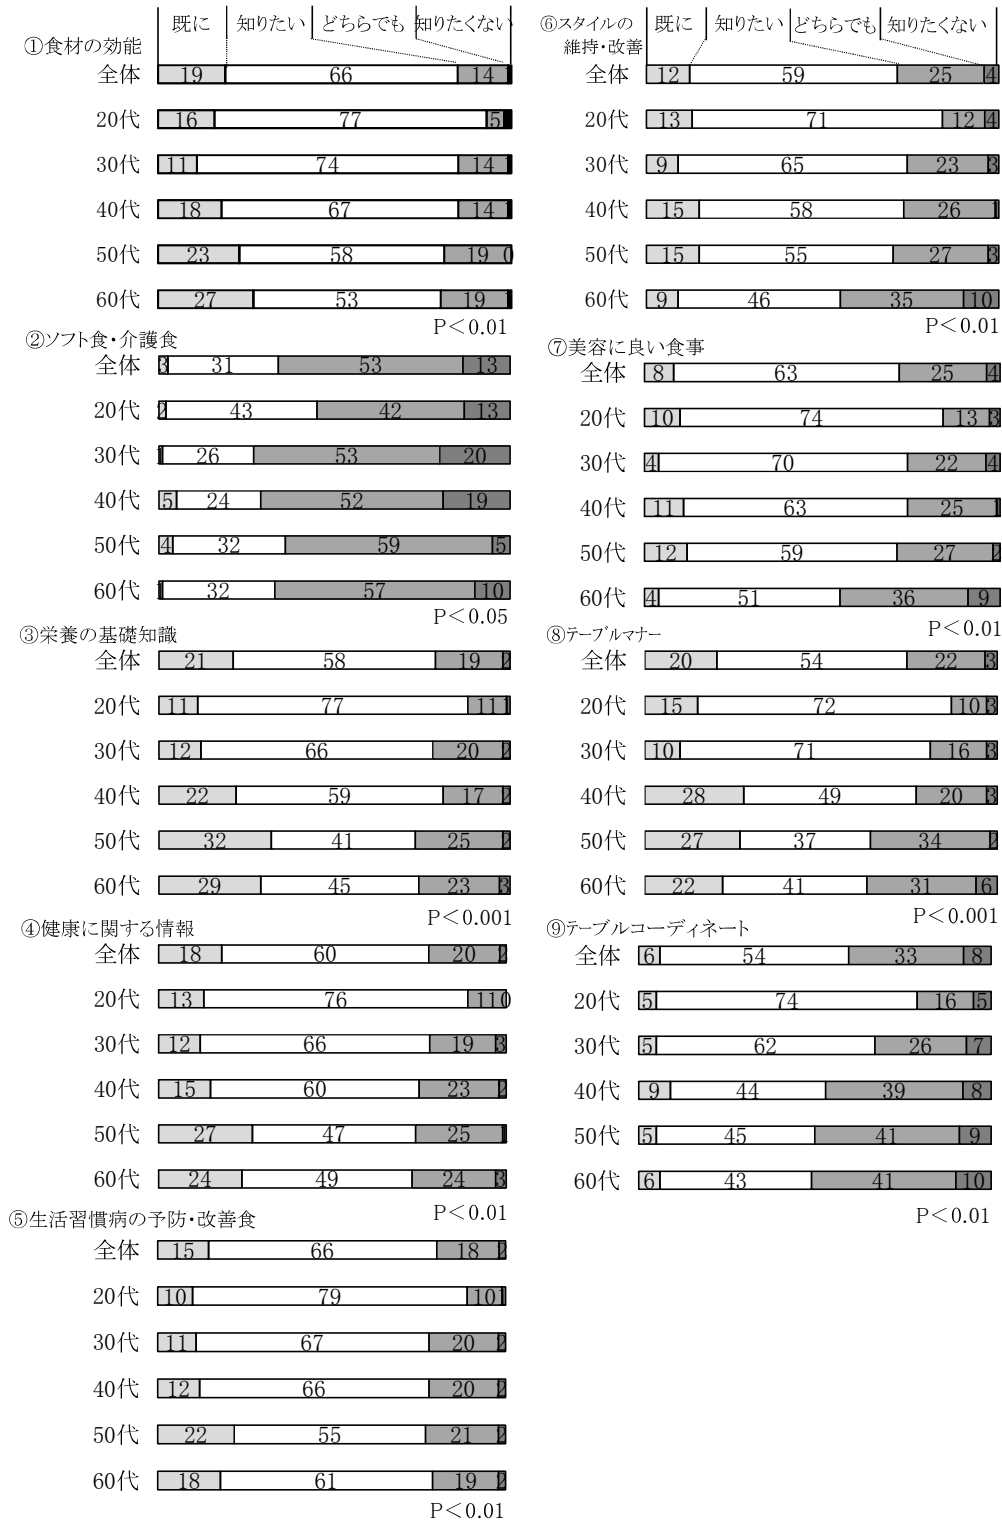 既に 知りたい どちらでも 知りたくない
①食材の効能
全体 19 66 14 1
20代 16 77 5
30代 11 74 14 1
40代 18 67 14 1
50代 23 58 19 0
60代 27 53 19
P＜0.01
②ソフト食・介護食
全体 3 31 53 13
20代 2 43 42 13
30代 1 26 53 20
40代 5 24 52 19
50代 4 32 59 5
60代 1 32 57 10
P＜0.05
③栄養の基礎知識
全体 21 58 19 2
20代 11 77 11 1
30代 12 66 20 2
40代 22 59 17 2
50代 32 41 25 2
60代 29 45 23 3
P＜0.001
④健康に関する情報
全体 18 60 20 2
20代 13 76 11 0
30代 12 66 19 3
40代 15 60 23 2
50代 27 47 25 1
60代 24 49 24 3
P＜0.01
⑤生活習慣病の予防・改善食
全体 15 66 18 2
20代 10 79 10 1
30代 11 67 20 2
40代 12 66 20 2
50代 22 55 21 2
60代 18 61 19 2
P＜0.01
既に 知りたい どちらでも 知りたくない
⑥スタイルの
維持・改善
全体 12 59 25 4
20代 13 71 12 4
30代 9 65 23 3
40代 15 58 26 1
50代 15 55 27 3
60代 9 46 35 10
P＜0.01
⑦美容に良い食事
全体 8 63 25 4
20代 10 74 13 3
30代 4 70 22 4
40代 11 63 25 1
50代 12 59 27 2
60代 4 51 36 9
P＜0.01
⑧テーブルマナー
全体 20 54 22 3
20代 15 72 10 3
30代 10 71 16 3
40代 28 49 20 3
50代 27 37 34 2
60代 22 41 31 6
P＜0.001
⑨テーブルコーディネート
全体 6 54 33 8
20代 5 74 16 5
30代 5 62 26 7
40代 9 44 39 8
50代 5 45 41 9
60代 6 43 41 10
P＜0.01